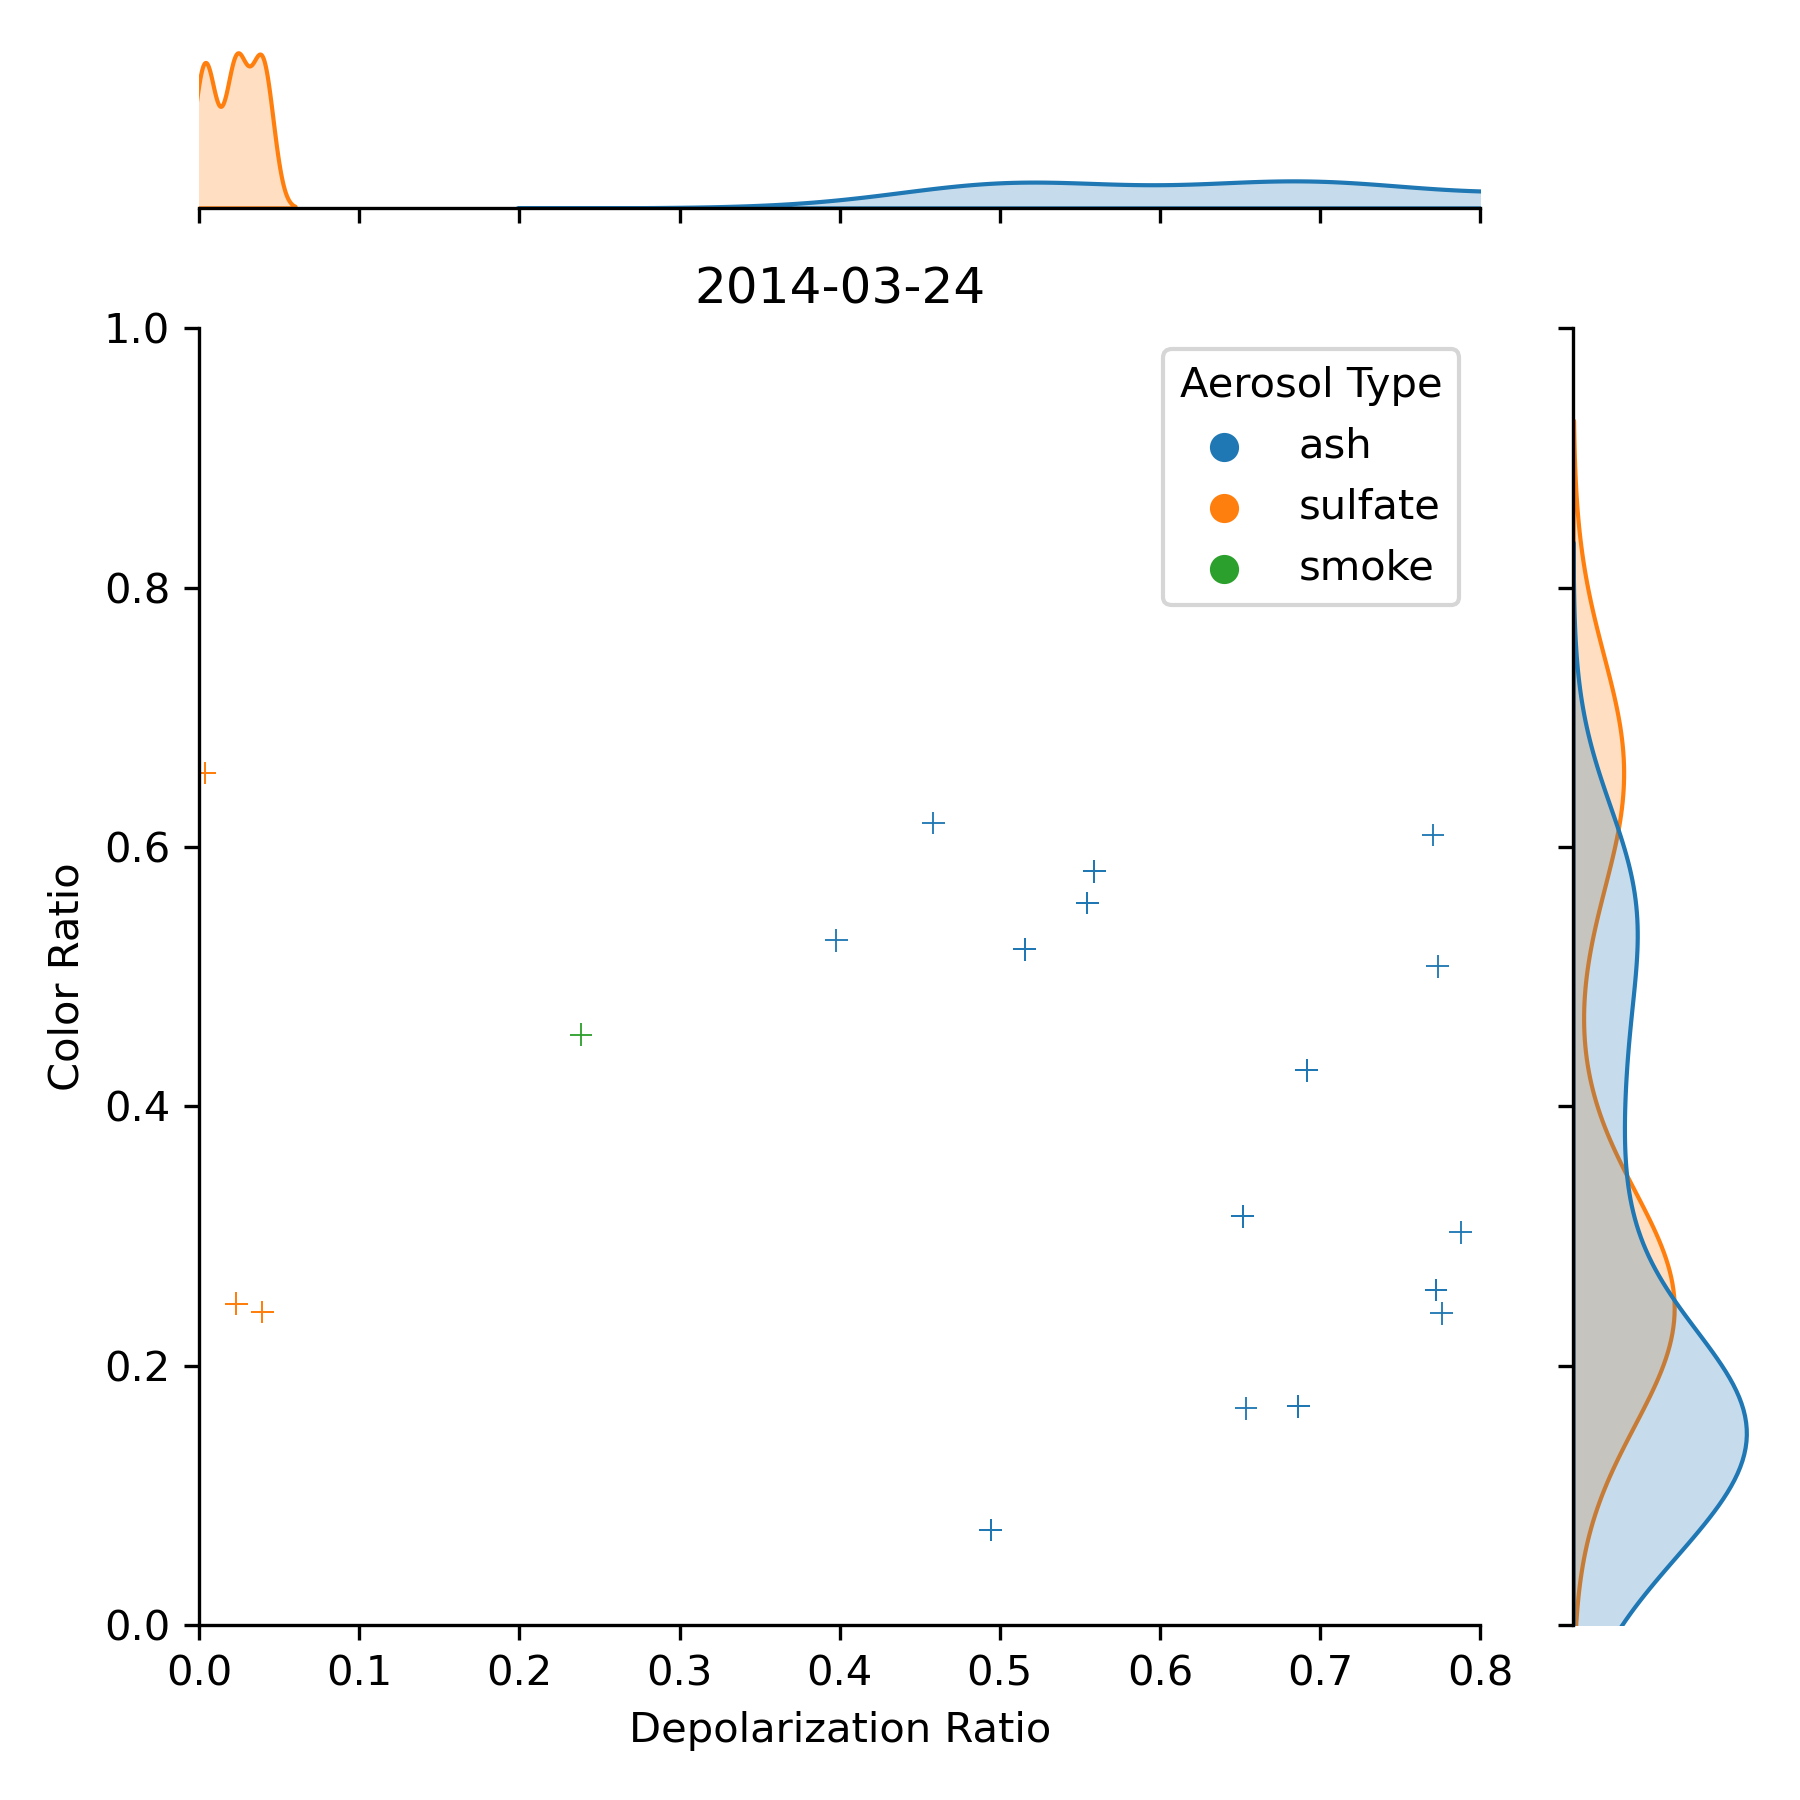 2014-03-24
Aerosol Type
ash
sulfate
smoke
1.0
0.8
0.6
0.4
0.2
0.0
Color Ratio
0.0 0.1 0.2 0.3 0.4 0.5 0.6 0.7 0.8
Depolarization Ratio